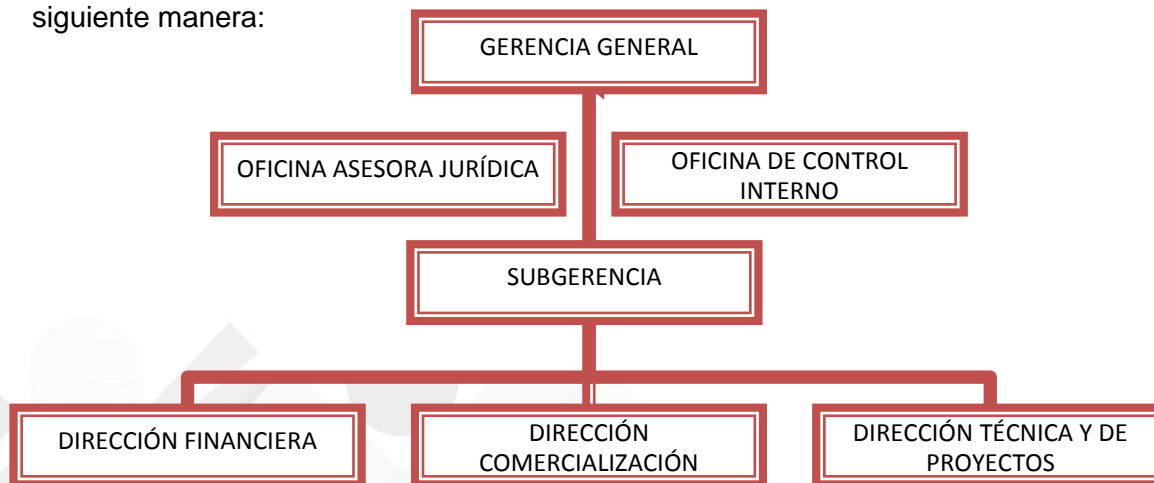 siguiente manera:
GERENCIA GENERAL
OFICINA ASESORA JURÍDICA
OFICINA DE CONTROL
INTERNO
SUBGERENCIA
DIRECCIÓN FINANCIERA
DIRECCIÓN
COMERCIALIZACIÓN
DIRECCIÓN TÉCNICA Y DE
PROYECTOS